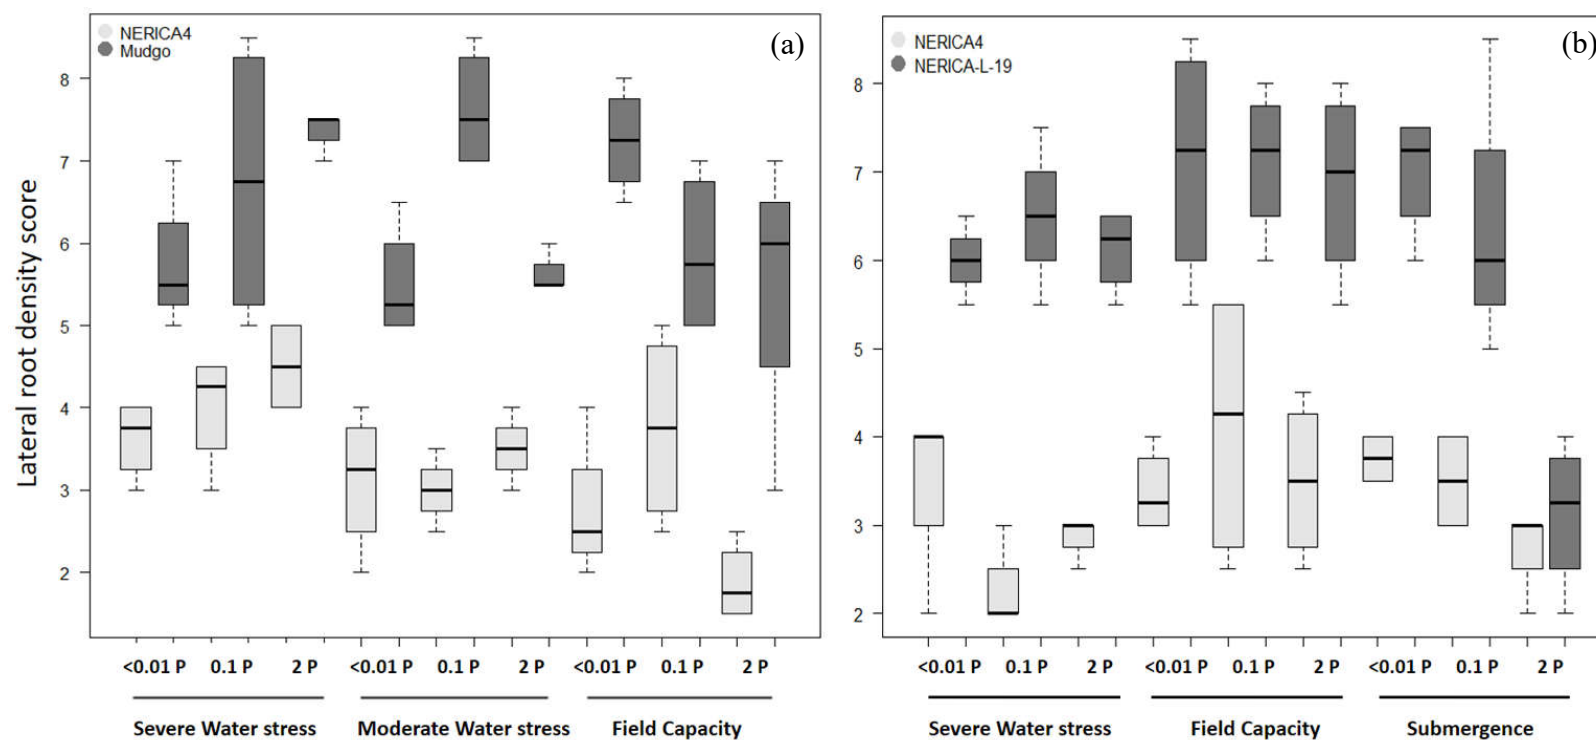 NERICA4
Mudgo
(a)
Lateral root density score
8
7
6
5
4
3
2
<0.01 P 0.1 P 2 P <0.01 P 0.1 P 2 P <0.01 P 0.1 P 2 P
Severe Water stress Moderate Water stress Field Capacity
NERICA4
NERICA-L-19
(b)
8
7
6
5
4
3
2
<0.01 P 0.1 P 2 P <0.01 P 0.1 P 2 P <0.01 P 0.1 P 2 P
Severe Water stress Field Capacity Submergence